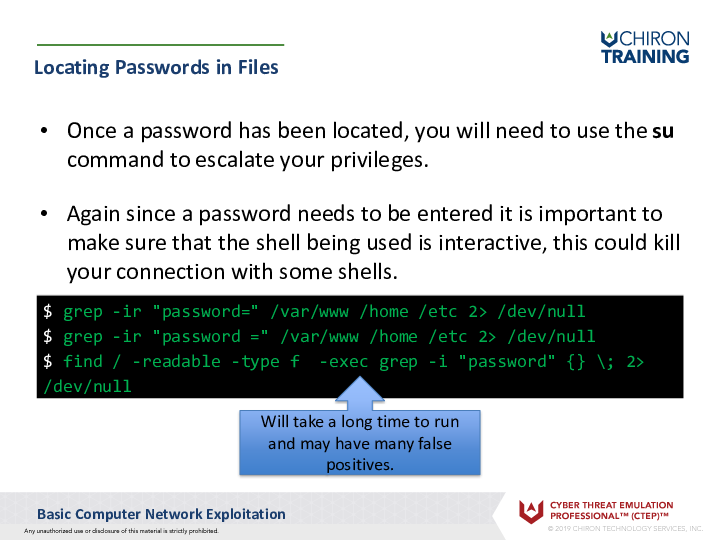 CHIRON
TRAINING
Locating Passwords in Files
• Once a password has been located, you will need to use the su
command to escalate your privileges.
• Again since a password needs to be entered it is important to
make sure that the shell being used is interactive, this could kill
your connection with some shells.
$ grep -ir "password=" /var/www /home /etc 2> /dev/null
$ grep -ir "password =" /var/www /home /etc 2> /dev/null
$ find / -readable -type f  -exec grep -i "password" {} \; 2>
/dev/null
Will take a long time to run
and may have many false
positives.
Basic Computer Network Exploitation
Any unauthorized use or disclosure of this material is strictly prohibited.
CYBER THREAT EMULATION
PROFESSIONAL™ (CTEP)™
© 2019 CHIRON TECHNOLOGY SERVICES, INC.